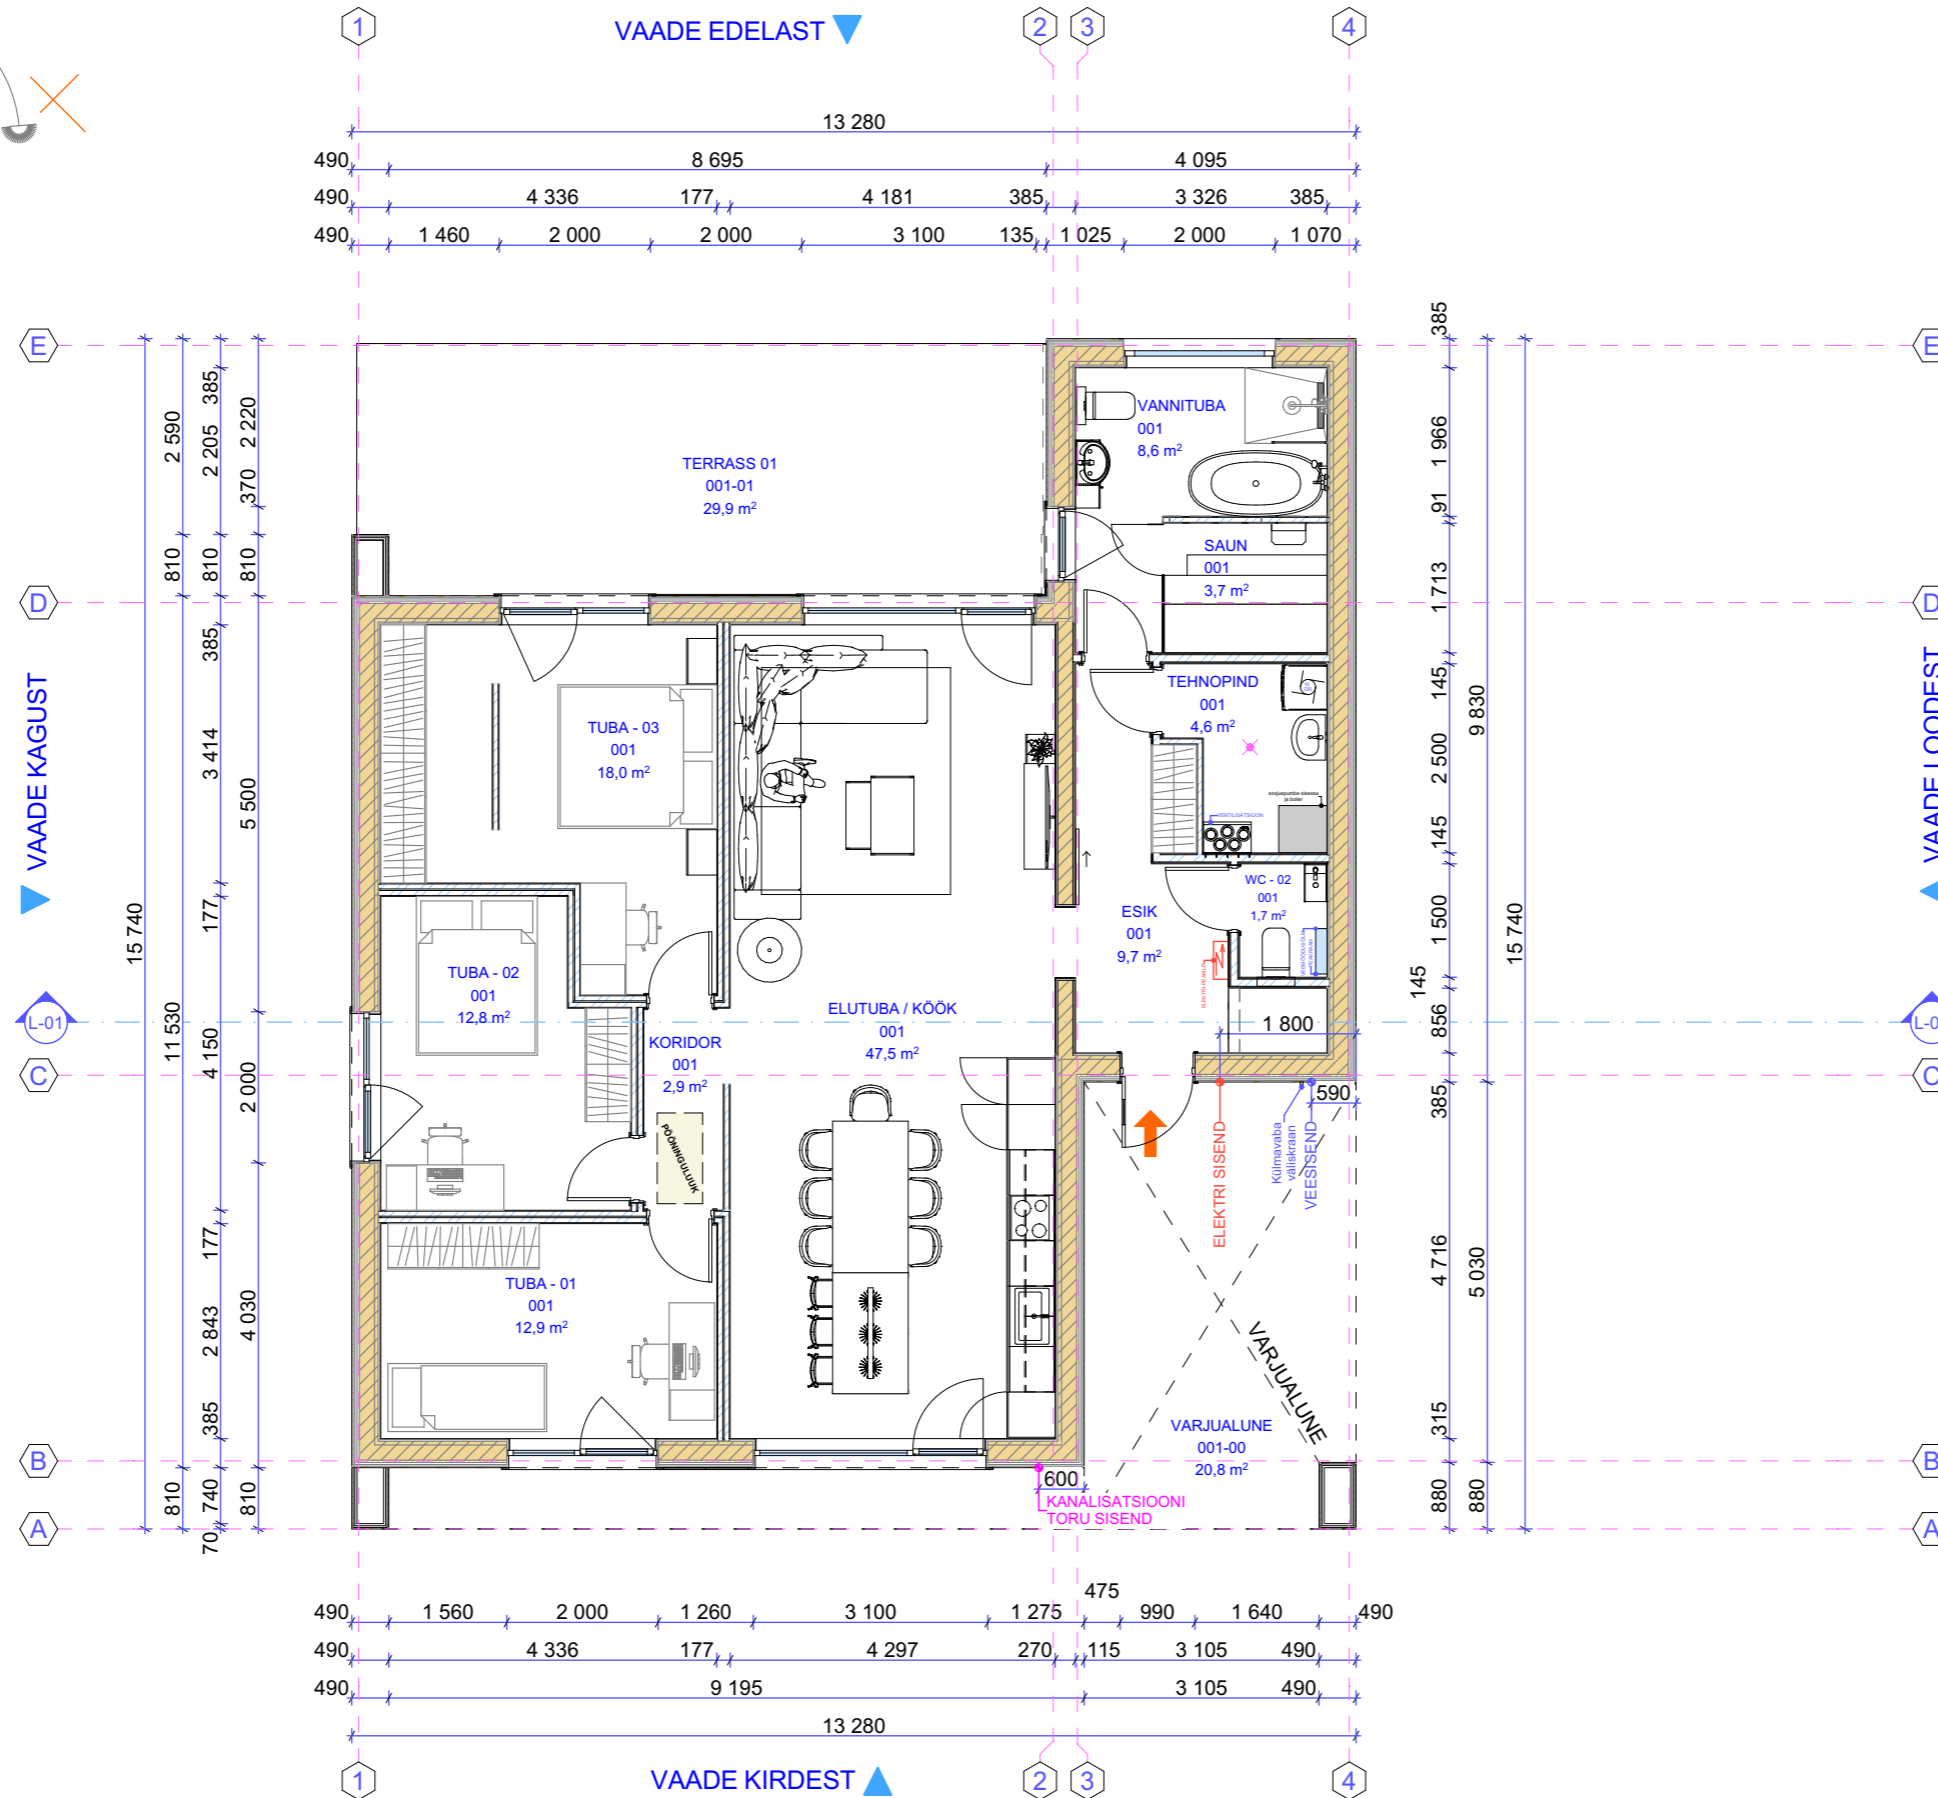 1
VAADE EDELAST
2
3
4
13 280
490
8 695
4 095
490
4 336
177
4 181
385
3 326
385
490
1 460
2 000
2 000
3 100
135
1 025
2 000
1 070
E
E
D
D
C
C
B
B
A
A
L-01
L-0
VAADE KAGUST
VAADE LOODEST
15 740
2 590
810
11 530
810
385
2 205
810
385
3 414
177
4 150
177
2 843
385
740
70
2 220
370
810
5 500
2 000
4 030
810
385
1 966
91
1 713
145
2 500
145
1 500
145
856
385
4 716
315
880
9 830
5 030
880
15 740
TERRASS 01
001-01
29,9 m²
VANNITUBA
001
8,6 m²
SAUN
001
3,7 m²
TEHNOPIND
001
4,6 m²
soojuspumba siseosa
ja boiler
VENTILATSIOON
WC - 02
001
1,7 m²
ESIK
001
9,7 m²
TUBA - 03
001
18,0 m²
TUBA - 02
001
12,8 m²
KORIDOR
001
2,9 m²
PÖÖNINGULUUK
ELUTUBA / KÖÖK
001
47,5 m²
TUBA - 01
001
12,9 m²
1 800
590
ELEKTRI SISEND
Külmavaba
väliskraan
VEESISEND
VARJUALUNE
VARJUALUNE
001-00
20,8 m²
600
KANALISATSIOONI
TORU SISEND
475
490
1 560
2 000
1 260
3 100
1 275
990
1 640
490
490
4 336
177
4 297
270
115
3 105
490
490
9 195
3 105
490
13 280
1
VAADE KIRDEST
2
3
4